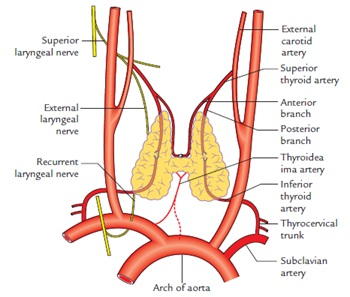 Superior
laryngeal nerve
External
laryngeal
nerve
Recurrent
laryngeal nerve
External
carotid
artery
Superior
thyroid artery
Anterior
branch
Posterior
branch
Thyroidea
ima artery
Inferior
thyroid
artery
Thyrocervical
trunk
Subclavian
artery
Arch of aorta